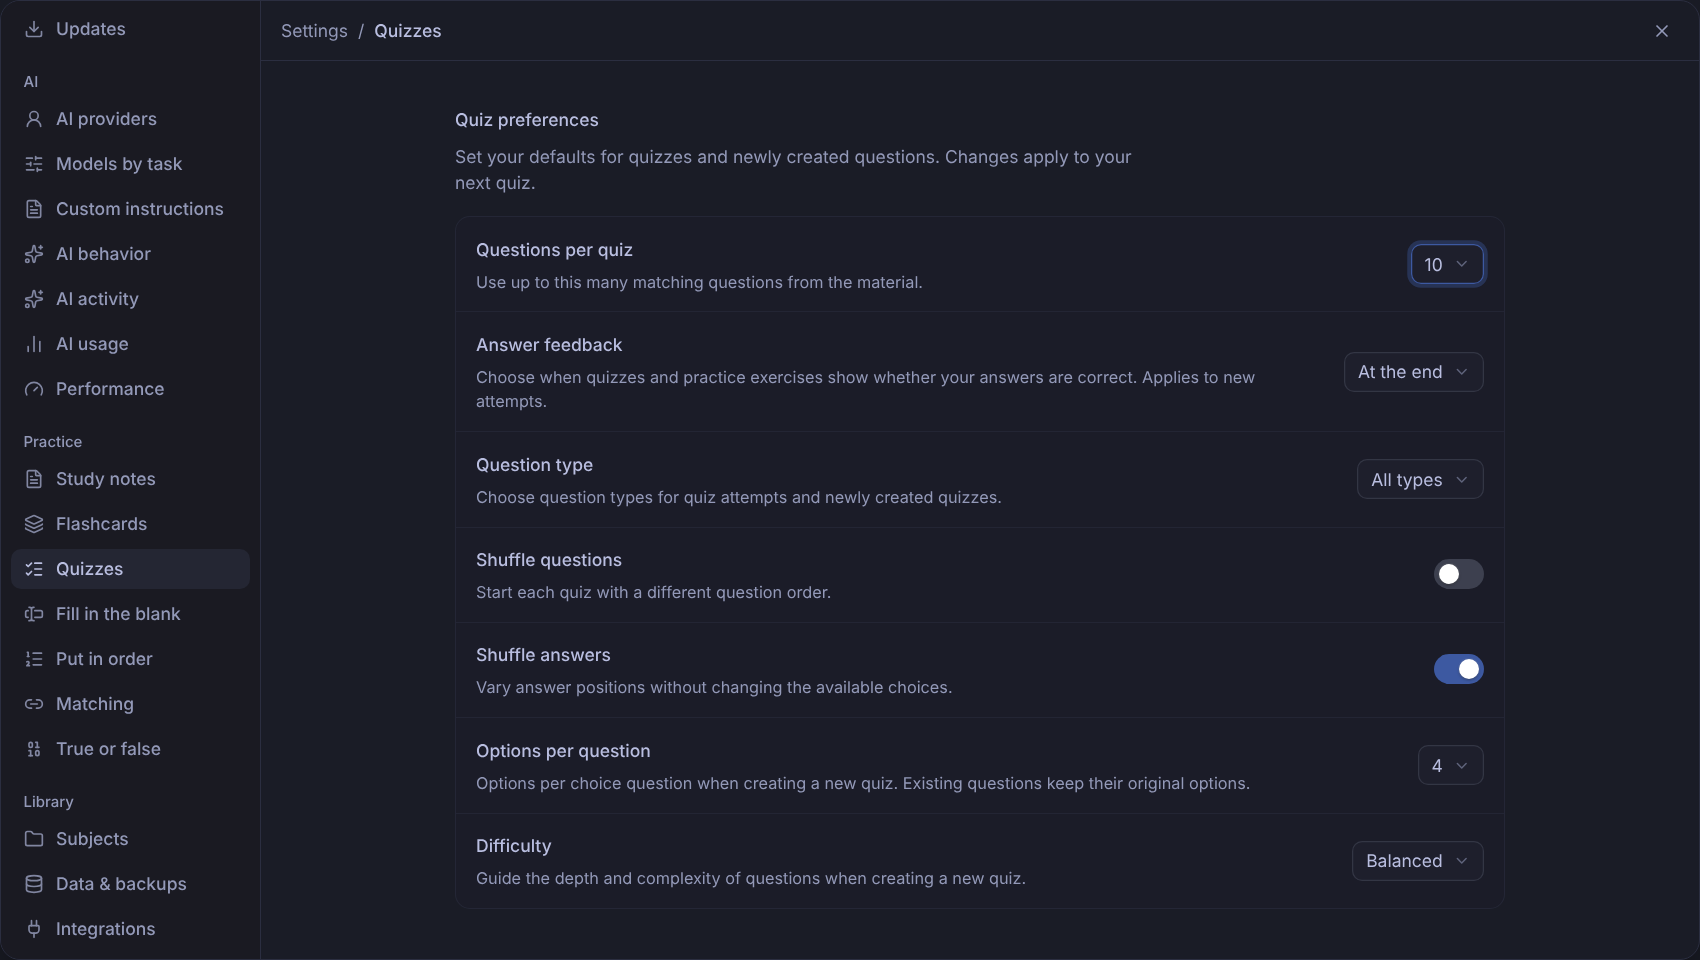 Updates
AI
AI providers
Models by task
Custom instructions
AI behavior
AI activity
AI usage
Performance
Practice
Study notes
Flashcards
Quizzes
Fill in the blank
Put in order
Matching
True or false
Library
Subjects
Data & backups
Integrations
Settings / Quizzes
Quiz preferences
Set your defaults for quizzes and newly created questions. Changes apply to your
next quiz.
Questions per quiz
Use up to this many matching questions from the material.
10
Answer feedback
Choose when quizzes and practice exercises show whether your answers are correct. Applies to new
attempts.
At the end
Question type
Choose question types for quiz attempts and newly created quizzes.
All types
Shuffle questions
Start each quiz with a different question order.
Shuffle answers
Vary answer positions without changing the available choices.
Options per question
Options per choice question when creating a new quiz. Existing questions keep their original options.
4
Difficulty
Guide the depth and complexity of questions when creating a new quiz.
Balanced